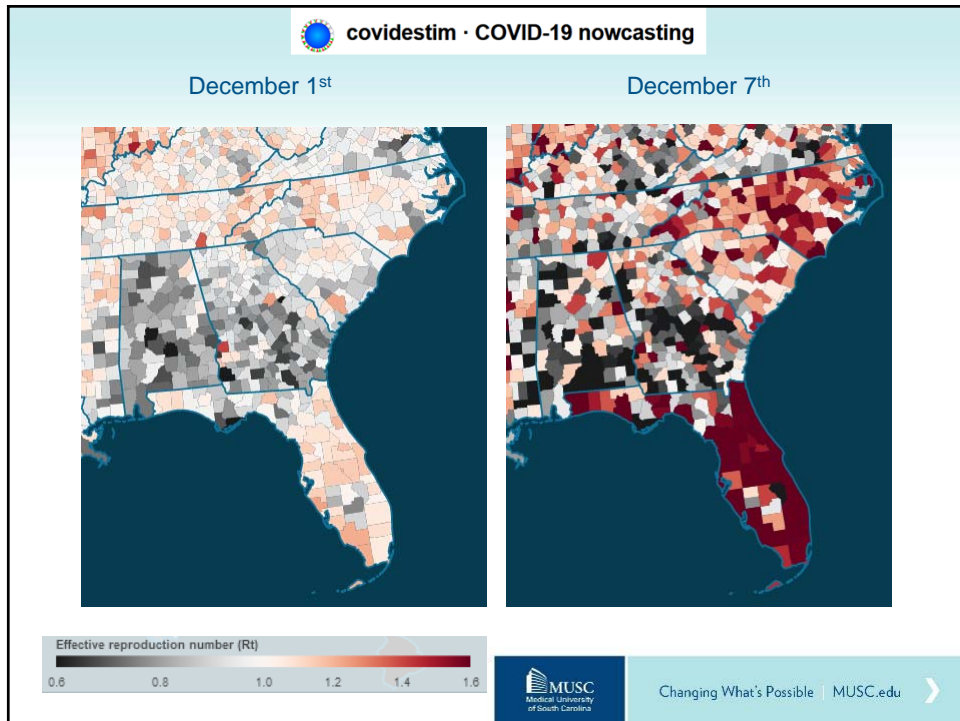 covidestim · COVID-19 nowcasting
December 1st
December 7th
Effective reproduction number (Rt)
0.6 0.8 1.0 1.2 1.4 1.6
MUSC
Medical University
of South Carolina
Changing What's Possible | MUSC.edu